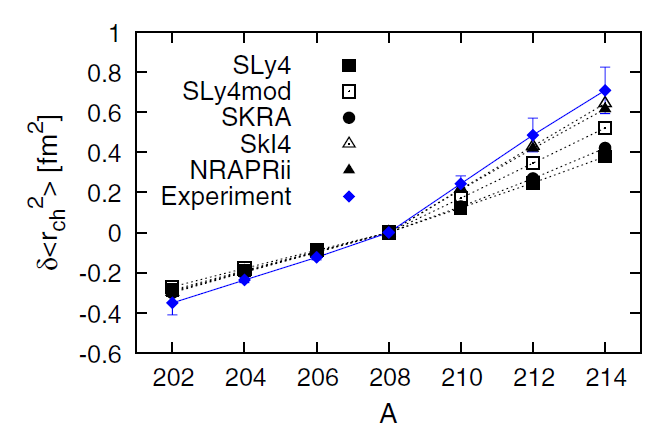 1
0.8
0.6
0.4
0.2
0
-0.2
-0.4
-0.6
δ<r_ch^2> [fm^2]
SLy4
SLy4mod
SKRA
SkI4
NRAPRii
Experiment
202 204 206 208 210 212 214
A